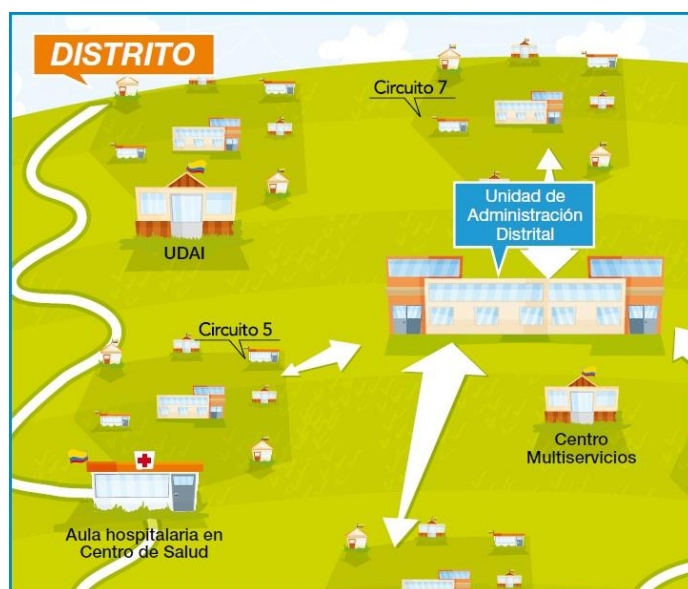 DISTRITO
Circuito 7
Unidad de
Administración
Distrital
UDAI
Circuito 5
Centro
Multiservicios
Aula hospitalaria en
Centro de Salud